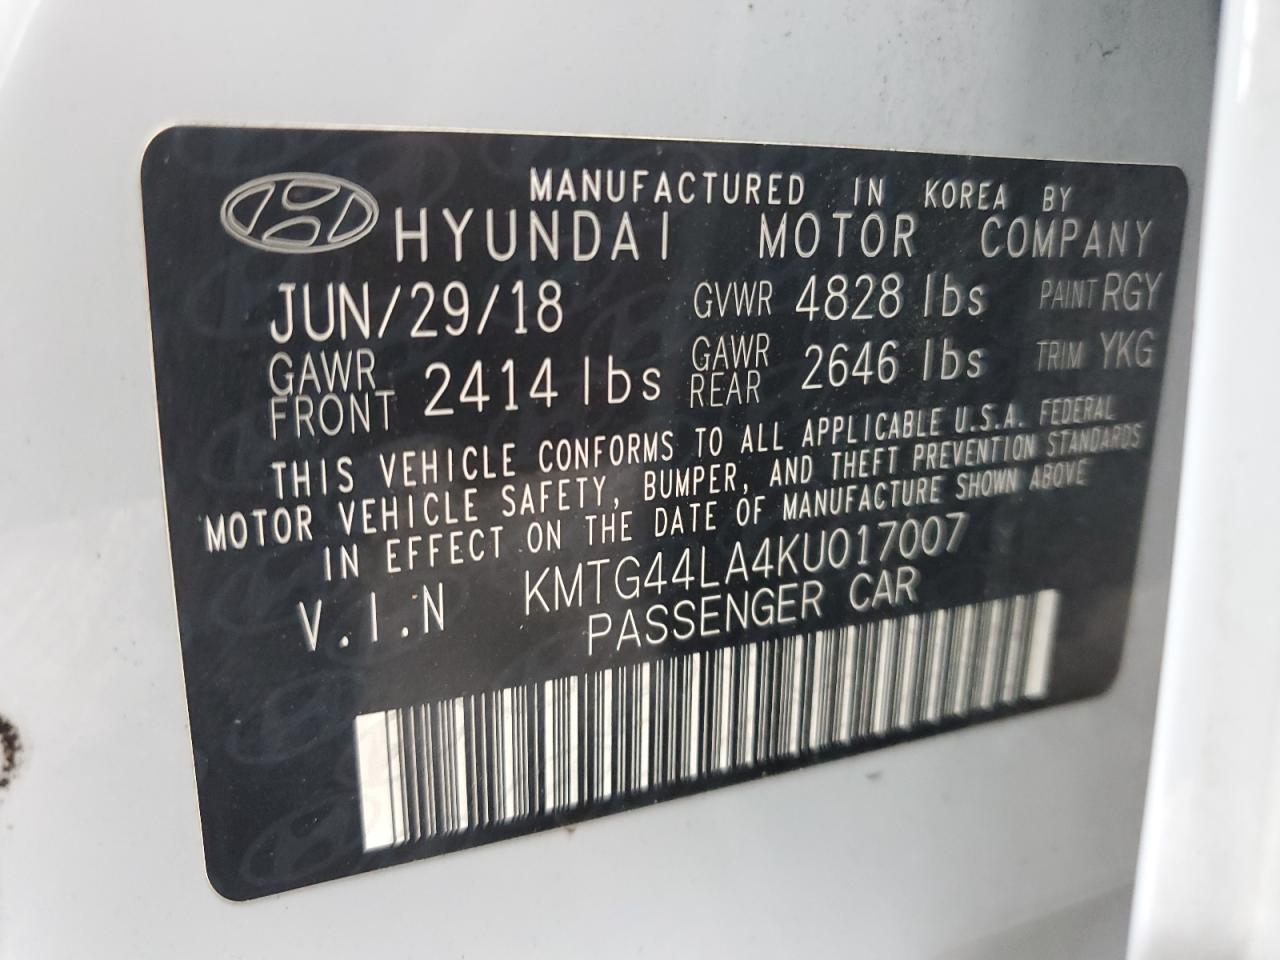 MANUFACTURED IN KOREA BY
HYUNDAI MOTOR COMPANY
JUN/29/18 GVWR 4828 lbs PAINT RGY
GAWR FRONT 2414 lbs GAWR REAR 2646 lbs TRIM YKG
THIS VEHICLE CONFORMS TO ALL APPLICABLE U.S.A. FEDERAL
MOTOR VEHICLE SAFETY, BUMPER, AND THEFT PREVENTION STANDARDS
IN EFFECT ON THE DATE OF MANUFACTURE SHOWN ABOVE
V.I.N KMTG44LA4KU017007
PASSENGER CAR